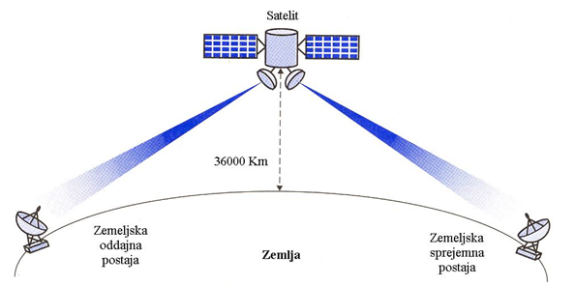 Satelit
36000 Km
Zemeljska
oddajna
postaja
Zemlja
Zemeljska
sprejemna
postaja